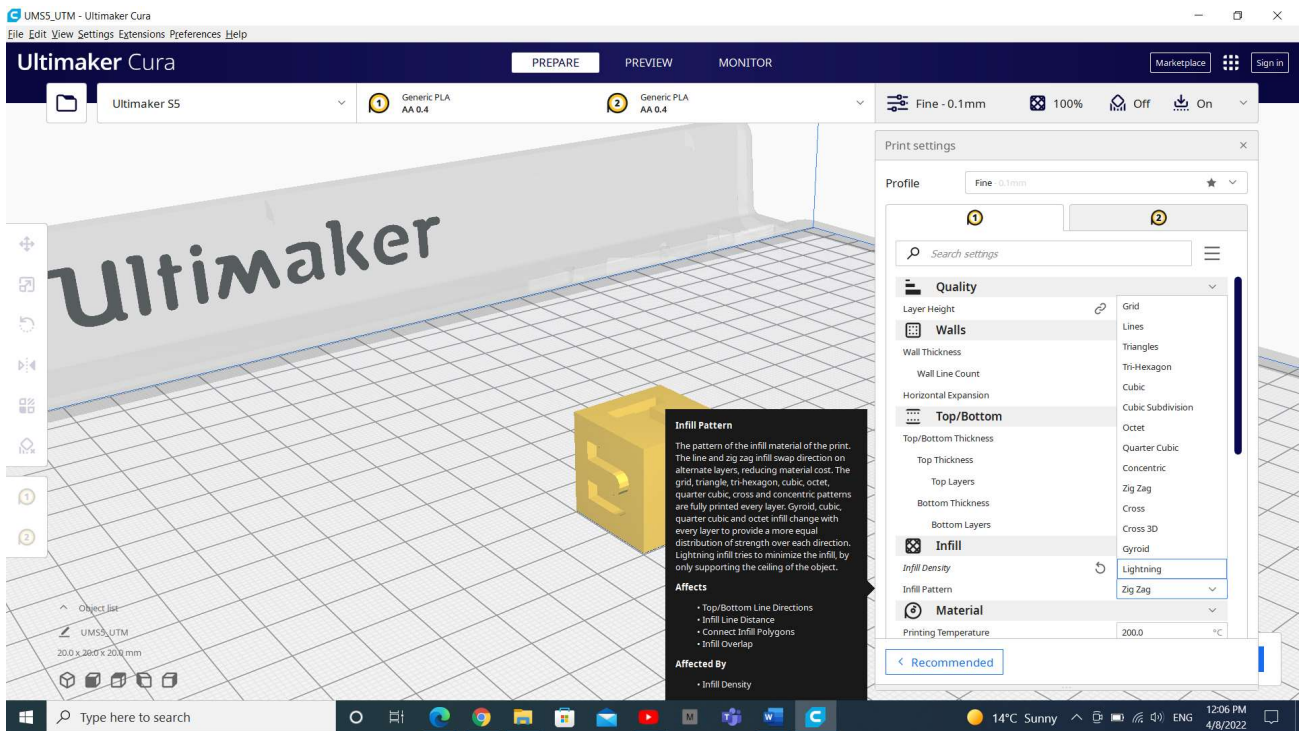 UMS5_UTM - Ultimaker Cura
File Edit View Settings Extensions Preferences Help
Ultimaker Cura
PREPARE
PREVIEW
MONITOR
Marketplace
Sign in
Ultimaker S5
1
Generic PLA
AA 0.4
2
Generic PLA
AA 0.4
Fine - 0.1mm
100%
Off
On
Print settings
Profile
Fine - 0.1mm
1
2
Search settings
Quality
Layer Height
Walls
Wall Thickness
Wall Line Count
Horizontal Expansion
Top/Bottom
Top/Bottom Thickness
Top Thickness
Top Layers
Bottom Thickness
Bottom Layers
Infill
Infill Density
Infill Pattern
Zig Zag
Material
Printing Temperature
200.0
°C
Grid
Lines
Triangles
Tri-Hexagon
Cubic
Cubic Subdivision
Octet
Quarter Cubic
Concentric
Zig Zag
Cross
Cross 3D
Gyroid
Lightning
Recommended
Ultimaker
Infill Pattern
The pattern of the infill material of the print.
The line and zig zag infill swap direction on
alternate layers, reducing material cost. The
grid, triangle, tri-hexagon, cubic, octet,
quarter cubic, cross and concentric patterns
are fully printed every layer. Gyroid, cubic,
quarter cubic and octet infill change with
every layer to provide a more equal
distribution of strength over each direction.
Lightning infill tries to minimize the infill, by
only supporting the ceiling of the object.
Affects
• Top/Bottom Line Directions
• Infill Line Distance
• Connect Infill Polygons
• Infill Overlap
Affected By
• Infill Density
1
2
Object list
UMS5_UTM
20.0 x 20.0 x 20.0 mm
Type here to search
14°C Sunny
ENG
12:06 PM
4/8/2022